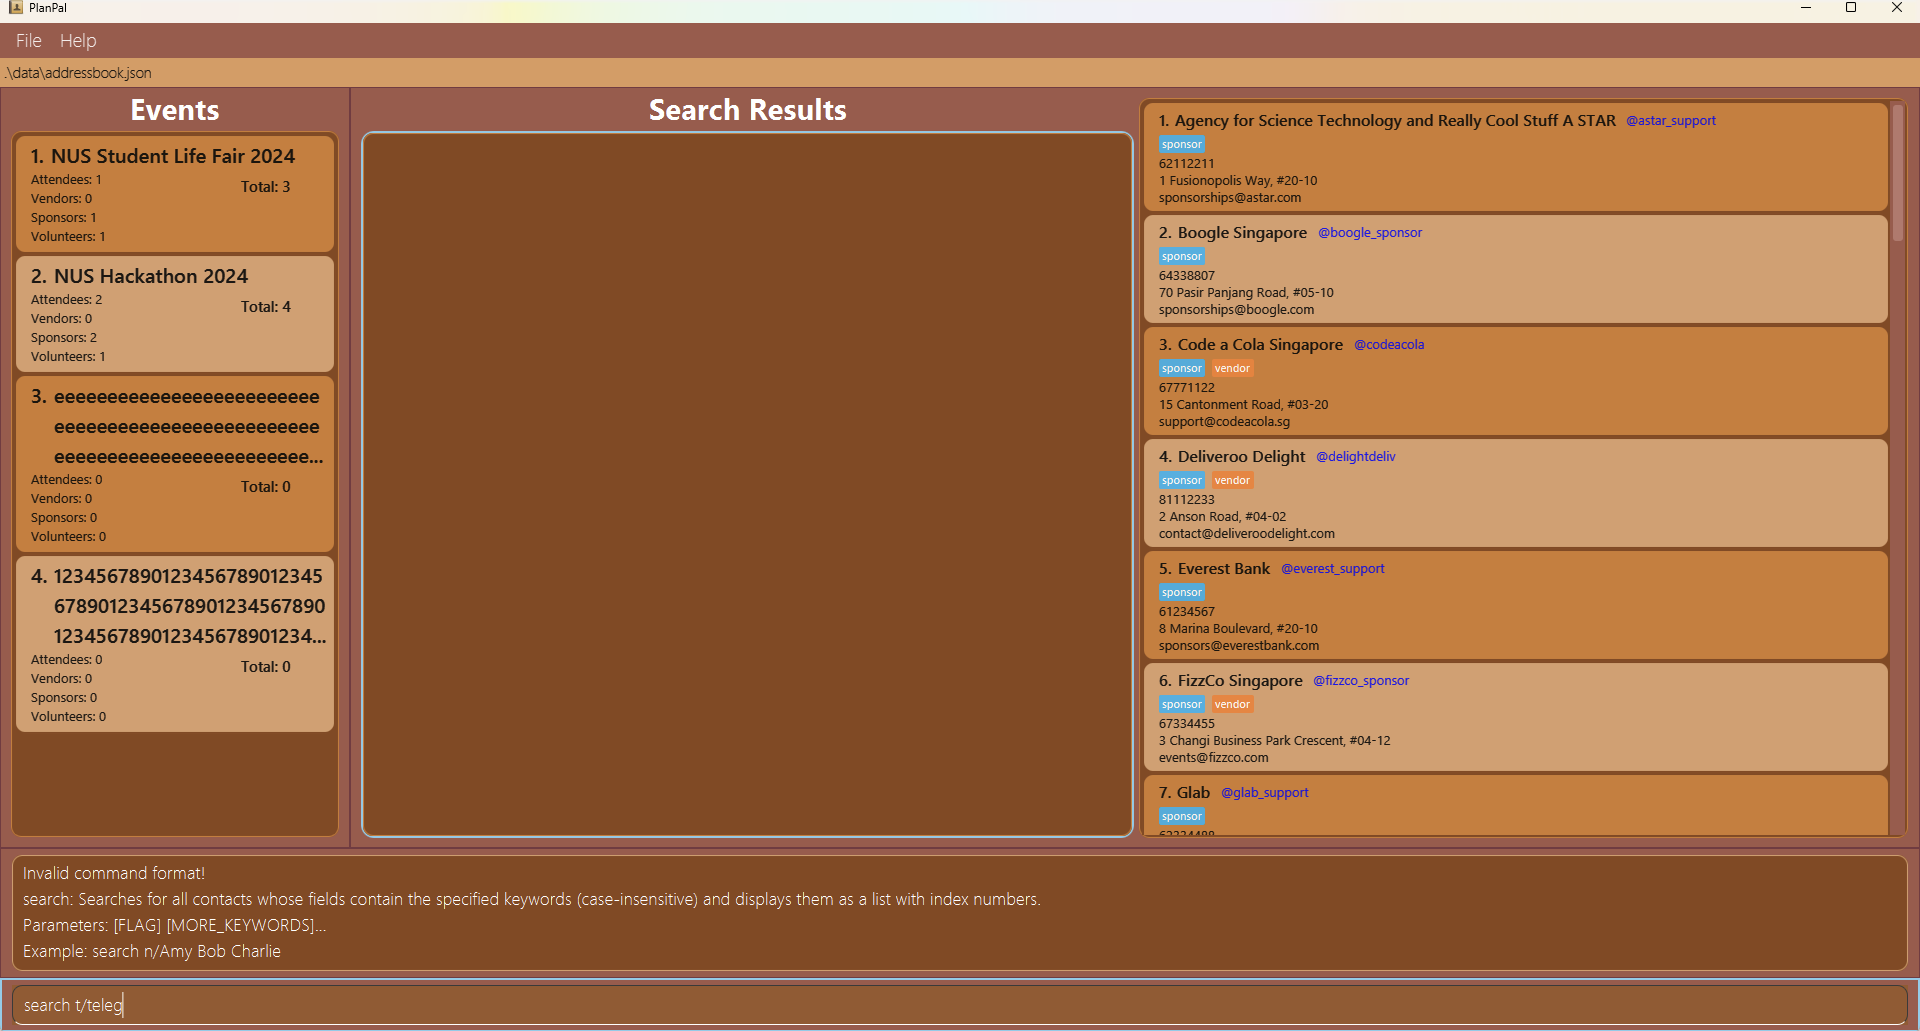 PlanPal
File Help
.\data\addressbook.json
Events
1. NUS Student Life Fair 2024
Attendees: 1
Total: 3
Vendors: 0
Sponsors: 1
Volunteers: 1
2. NUS Hackathon 2024
Attendees: 2
Total: 4
Vendors: 0
Sponsors: 2
Volunteers: 1
3. eeeeeeeeeeeeeeeeeeeeeeeee
eeeeeeeeeeeeeeeeeeeeeeeee
eeeeeeeeeeeeeeeeeeeeeeee...
Attendees: 0
Total: 0
Vendors: 0
Sponsors: 0
Volunteers: 0
4. 1234567890123456789012345
6789012345678901234567890
123456789012345678901234...
Attendees: 0
Total: 0
Vendors: 0
Sponsors: 0
Volunteers: 0
Search Results
1. Agency for Science Technology and Really Cool Stuff A STAR @astar_support
sponsor
62112211
1 Fusionopolis Way, #20-10
sponsorships@astar.com
2. Boogle Singapore @boogle_sponsor
sponsor
64338807
70 Pasir Panjang Road, #05-10
sponsorships@boogle.com
3. Code a Cola Singapore @codeacola
sponsor vendor
67771122
15 Cantonment Road, #03-20
support@codeacola.sg
4. Deliveroo Delight @delightdeliv
sponsor vendor
81112233
2 Anson Road, #04-02
contact@deliveroodelight.com
5. Everest Bank @everest_support
sponsor
61234567
8 Marina Boulevard, #20-10
sponsors@everestbank.com
6. FizzCo Singapore @fizzco_sponsor
sponsor vendor
67334455
3 Changi Business Park Crescent, #04-12
events@fizzco.com
7. Glab @glab_support
sponsor
Invalid command format!
search: Searches for all contacts whose fields contain the specified keywords (case-insensitive) and displays them as a list with index numbers.
Parameters: [FLAG] [MORE_KEYWORDS]...
Example: search n/Amy Bob Charlie
search t/teleg